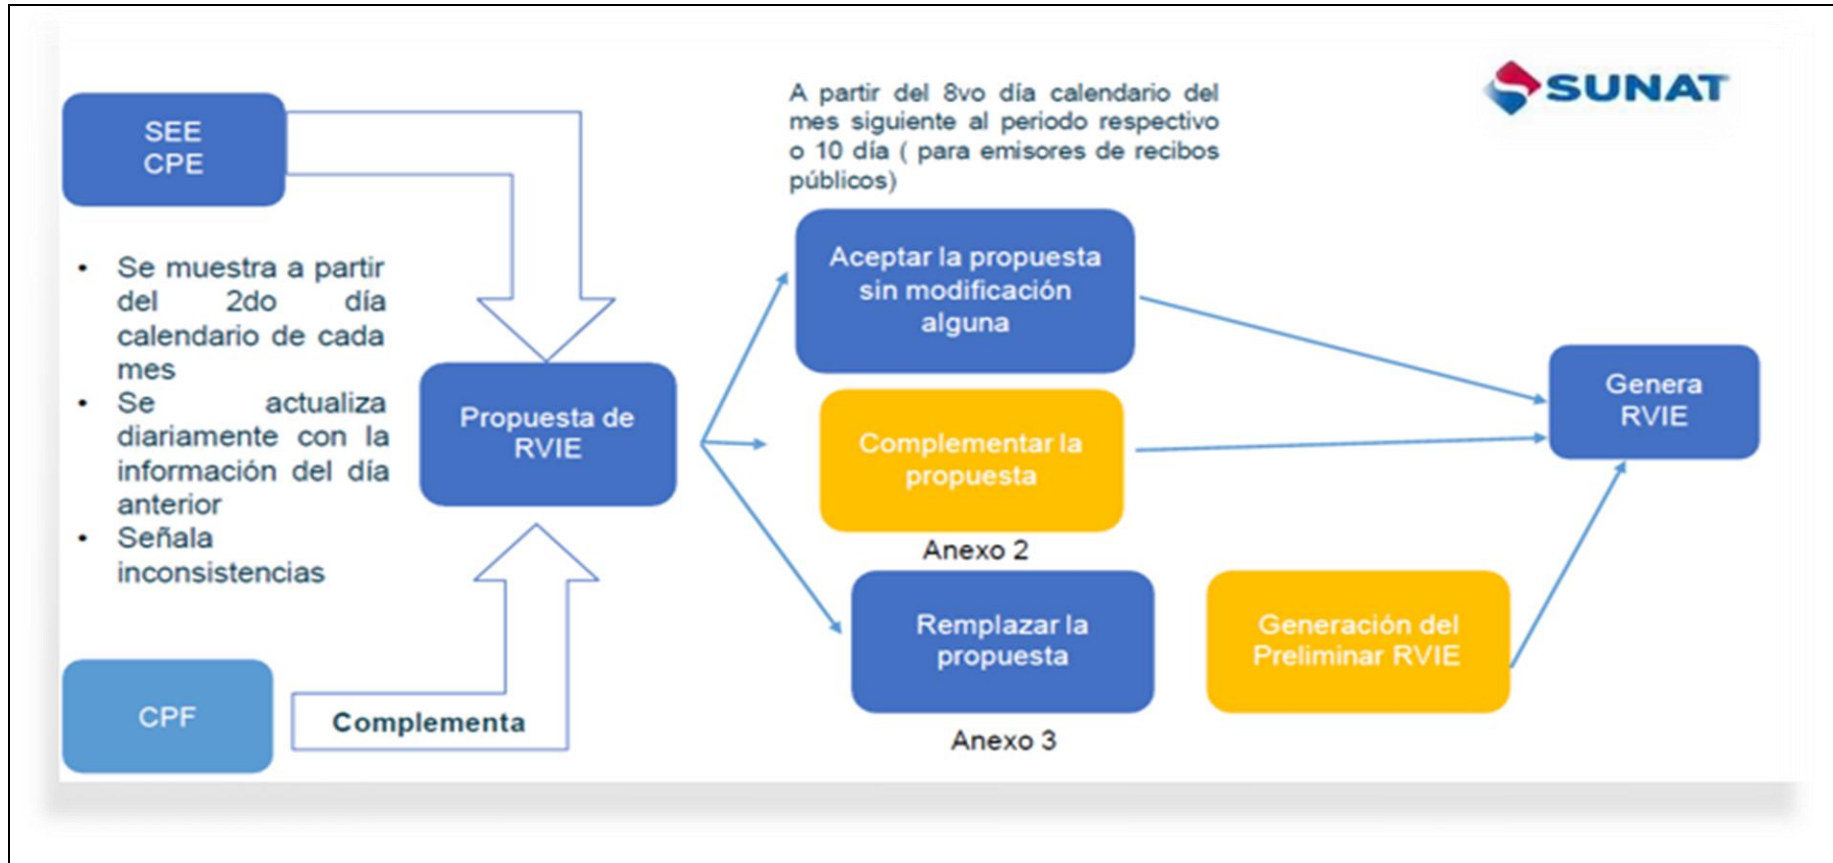 SUNAT
A partir del 8vo día calendario del
mes siguiente al periodo respectivo
o 10 día ( para emisores de recibos
públicos)
SEE
CPE
• Se muestra a partir
del 2do día
calendario de cada
mes
• Se actualiza
diariamente con la
información del día
anterior
• Señala
inconsistencias
CPF
Complementa
Propuesta de
RVIE
Aceptar la propuesta
sin modificación
alguna
Complementar la
propuesta
Anexo 2
Remplazar la
propuesta
Anexo 3
Generación del
Preliminar RVIE
Genera
RVIE